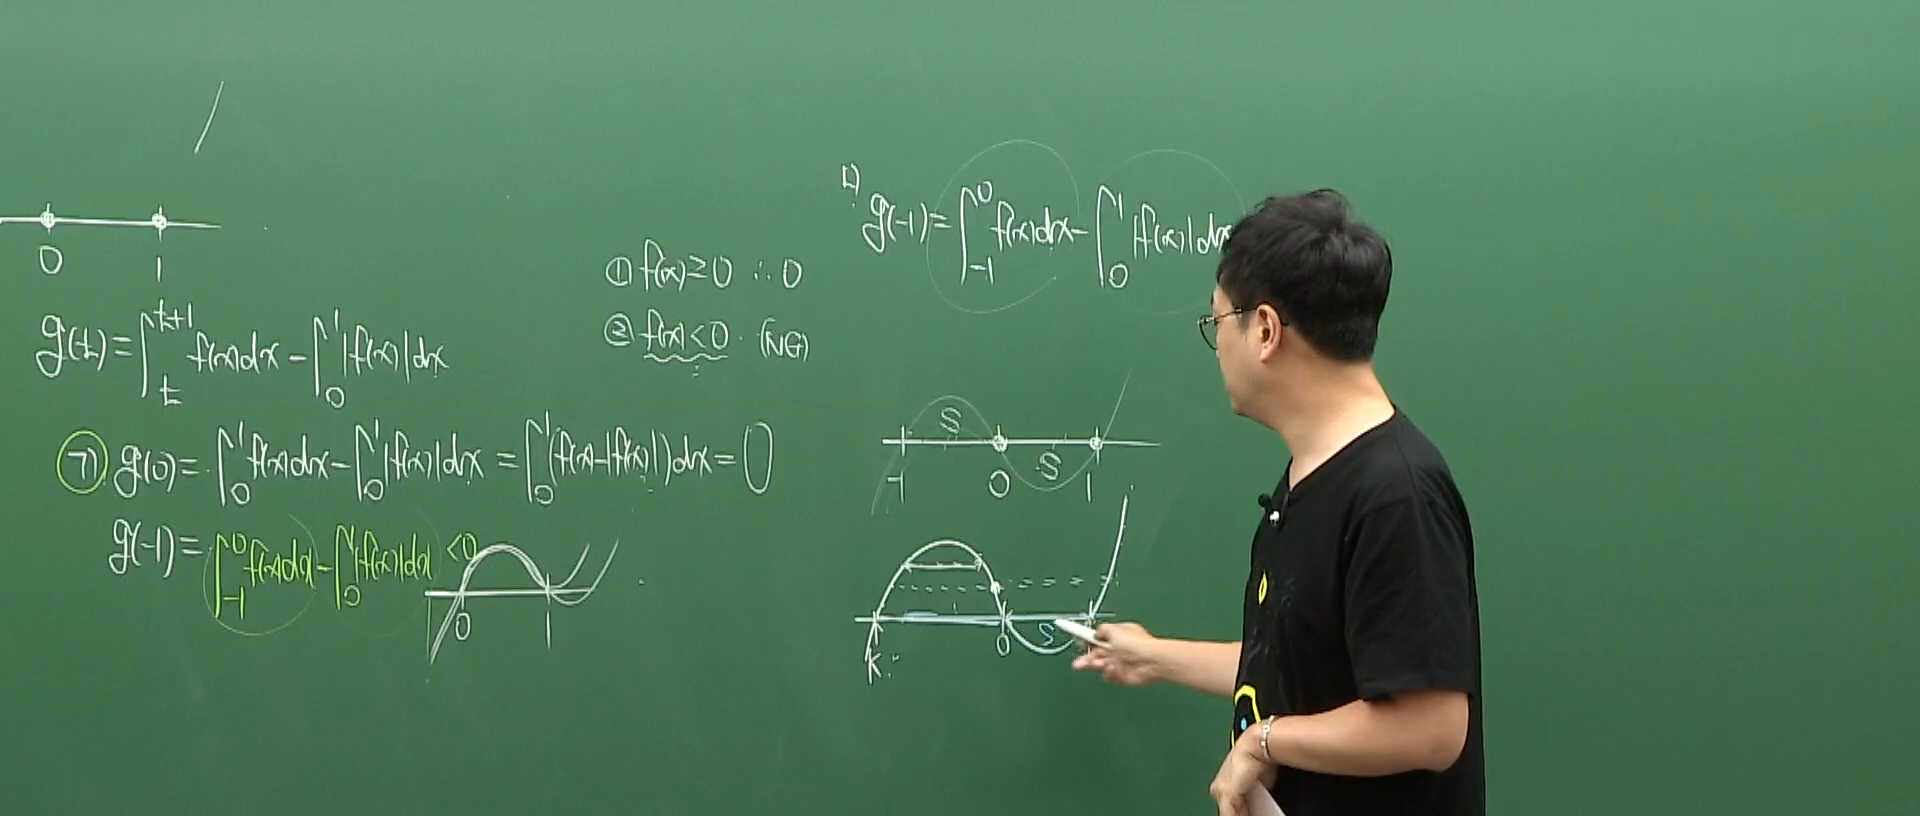 0 1
g(t)=∫_t^{t+1} f(x)dx-∫_0^1 |f(x)|dx
ㄱ) g(0)=∫_0^1 f(x)dx-∫_0^1 |f(x)|dx=∫_0^1 (f(x)-|f(x)|)dx=0
g(-1)=∫_{-1}^0 f(x)dx-∫_0^1 |f(x)|dx <0
0 1
① f(x)≥0 ∴ 0
② f(x)<0. (NG)
ㄴ) g(-1)=∫_{-1}^0 f(x)dx-∫_0^1 |f(x)|dx
S S
-1 0 1
S
k 0